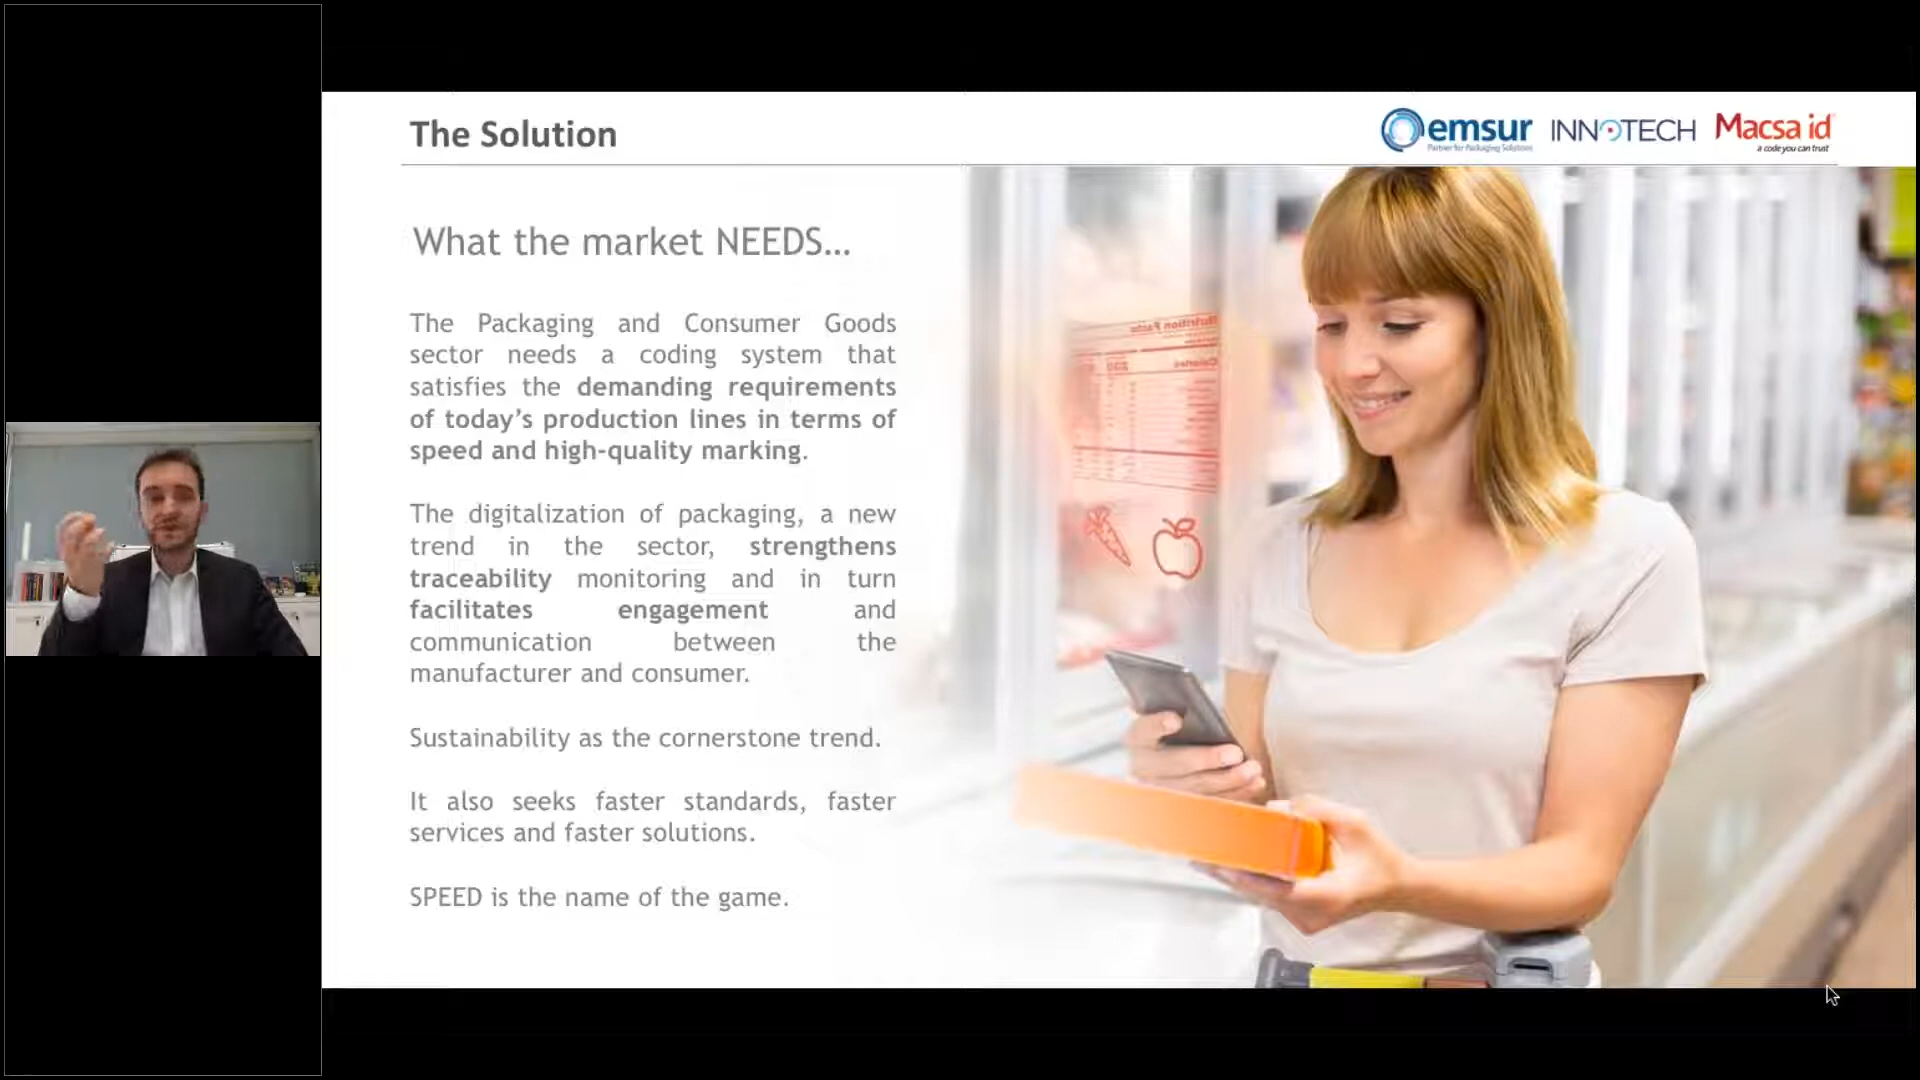 The Solution
emsur
Partner for Packaging Solutions
INNOTECH
Macsa id
a code you can trust
What the market NEEDS...
The Packaging and Consumer Goods
sector needs a coding system that
satisfies the demanding requirements
of today's production lines in terms of
speed and high-quality marking.
The digitalization of packaging, a new
trend in the sector, strengthens
traceability monitoring and in turn
facilitates engagement and
communication between the
manufacturer and consumer.
Sustainability as the cornerstone trend.
It also seeks faster standards, faster
services and faster solutions.
SPEED is the name of the game.
Nutrition Facts
Calories